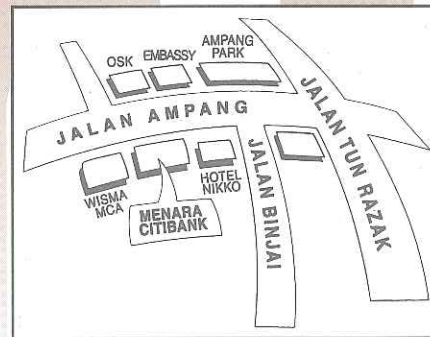 OSK
EMBASSY
AMPANG
PARK
JALAN AMPANG
JALAN TUN RAZAK
WISMA
MCA
MENARA
CITIBANK
HOTEL
NIKKO
JALAN BINJAI